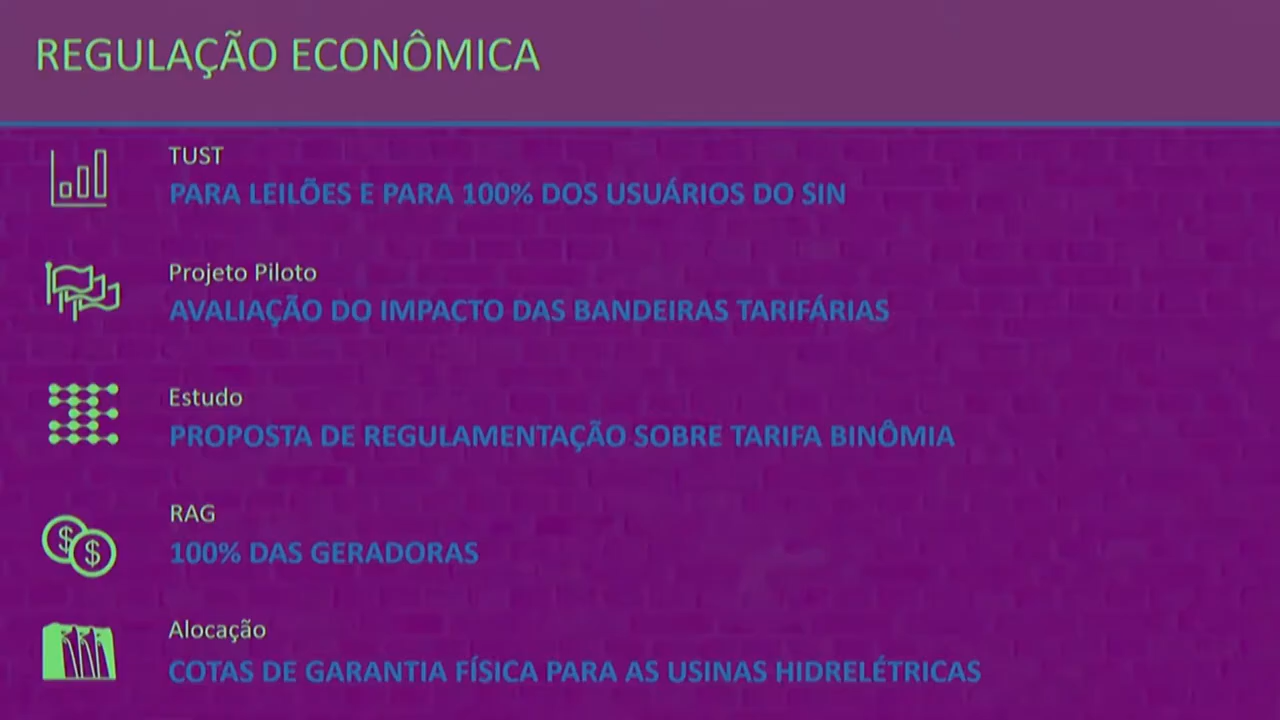 REGULAÇÃO ECONÔMICA
TUST
PARA LEILÕES E PARA 100% DOS USUÁRIOS DO SIN
Projeto Piloto
AVALIAÇÃO DO IMPACTO DAS BANDEIRAS TARIFÁRIAS
Estudo
PROPOSTA DE REGULAMENTAÇÃO SOBRE TARIFA BINÔMIA
RAG
100% DAS GERADORAS
Alocação
COTAS DE GARANTIA FÍSICA PARA AS USINAS HIDRELÉTRICAS